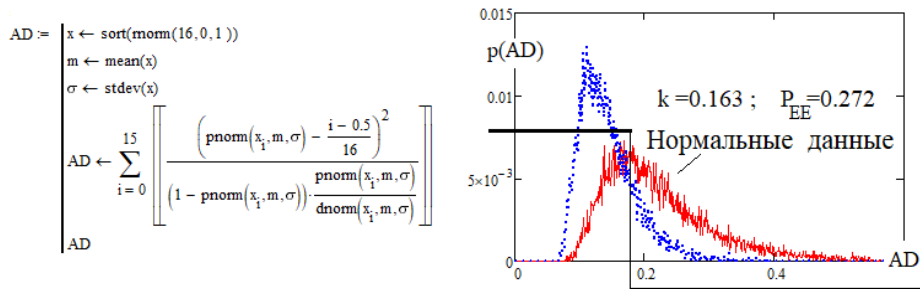 AD := x ← sort(rnorm(16,0,1))
m ← mean(x)
σ ← stdev(x)
AD ← ∑_{i = 0}^{15} [[ (pnorm(x_i, m, σ) − (i − 0.5)/16)^2 / ((1 − pnorm(x_i, m, σ))·pnorm(x_i, m, σ)/dnorm(x_i, m, σ)) ]]
AD
0.015
p(AD)
0.01
k =0.163 ; P_EE=0.272
Нормальные данные
5×10^-3
0
AD
0 0.2 0.4